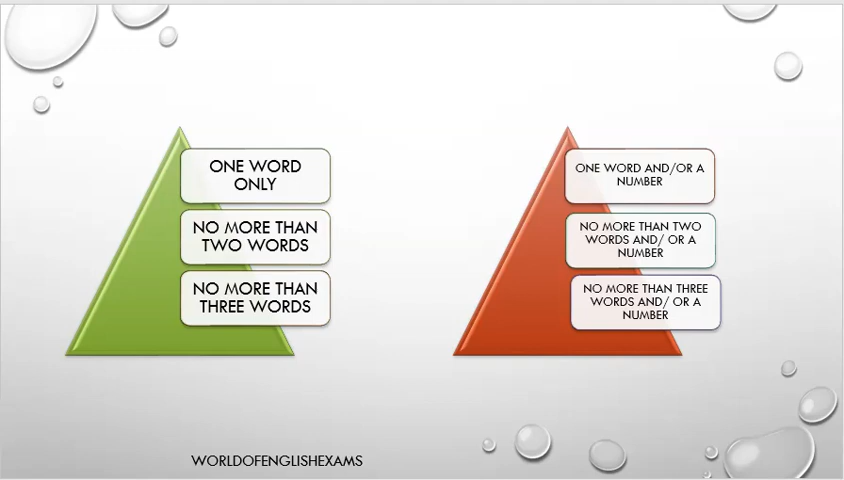 ONE WORD
ONLY
NO MORE THAN
TWO WORDS
NO MORE THAN
THREE WORDS
ONE WORD AND/OR A
NUMBER
NO MORE THAN TWO
WORDS AND/ OR A
NUMBER
NO MORE THAN THREE
WORDS AND/ OR A
NUMBER
WORLDOFENGLISHEXAMS